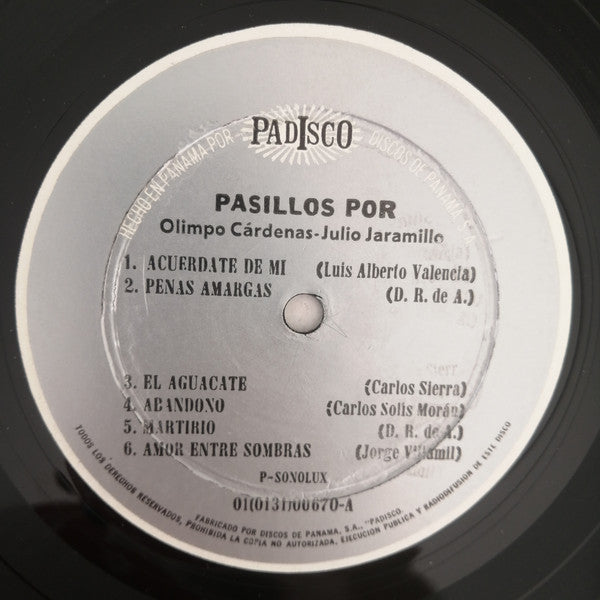 PADISCO
HECHO EN PANAMA POR
DISCOS DE PANAMA, S.A.
PASILLOS POR
Olimpo Cárdenas-Julio Jaramillo
1. ACUERDATE DE MI (Luis Alberto Valencia)
2. PENAS AMARGAS (D. R. de A.)
3. EL AGUACATE (Carlos Sierra)
4. ABANDONO (Carlos Solis Morán)
5. MARTIRIO (D. R. de A.)
6. AMOR ENTRE SOMBRAS (Jorge Villamil)
P-SONOLUX
01(0131)00670-A
TODOS LOS DERECHOS RESERVADOS, PROHIBIDA LA COPIA NO AUTORIZADA, EJECUCION PUBLICA Y RADIODIFUSION DE ESTE DISCO
FABRICADO POR DISCOS DE PANAMA, S.A., "PADISCO.